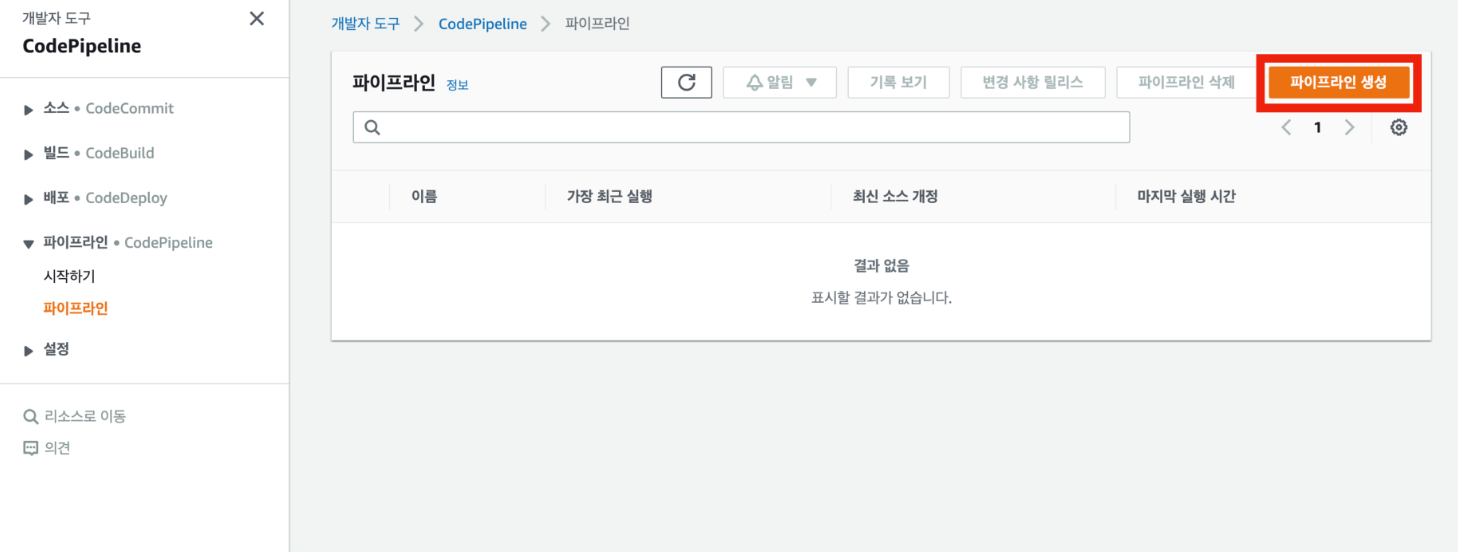 개발자 도구
CodePipeline
소스 • CodeCommit
빌드 • CodeBuild
배포 • CodeDeploy
파이프라인 • CodePipeline
시작하기
파이프라인
설정
리소스로 이동
의견
개발자 도구 > CodePipeline > 파이프라인
파이프라인 정보 알림 기록 보기 변경 사항 릴리스 파이프라인 삭제 파이프라인 생성
1
이름 가장 최근 실행 최신 소스 개정 마지막 실행 시간
결과 없음
표시할 결과가 없습니다.